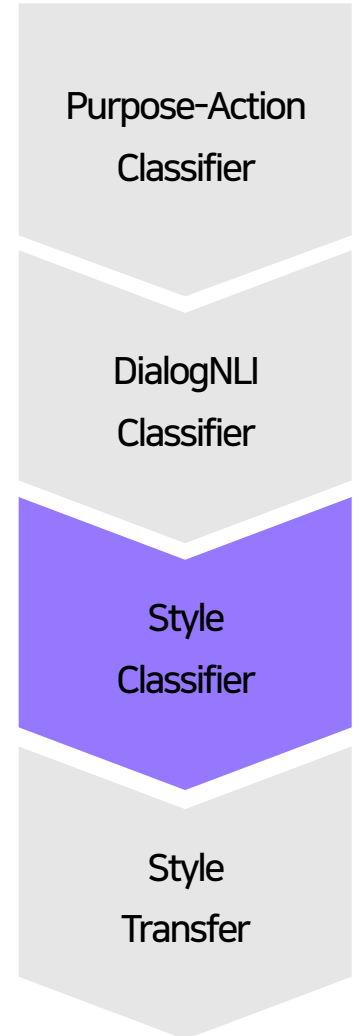 Purpose-Action
Classifier
DialogNLI
Classifier
Style
Classifier
Style
Transfer